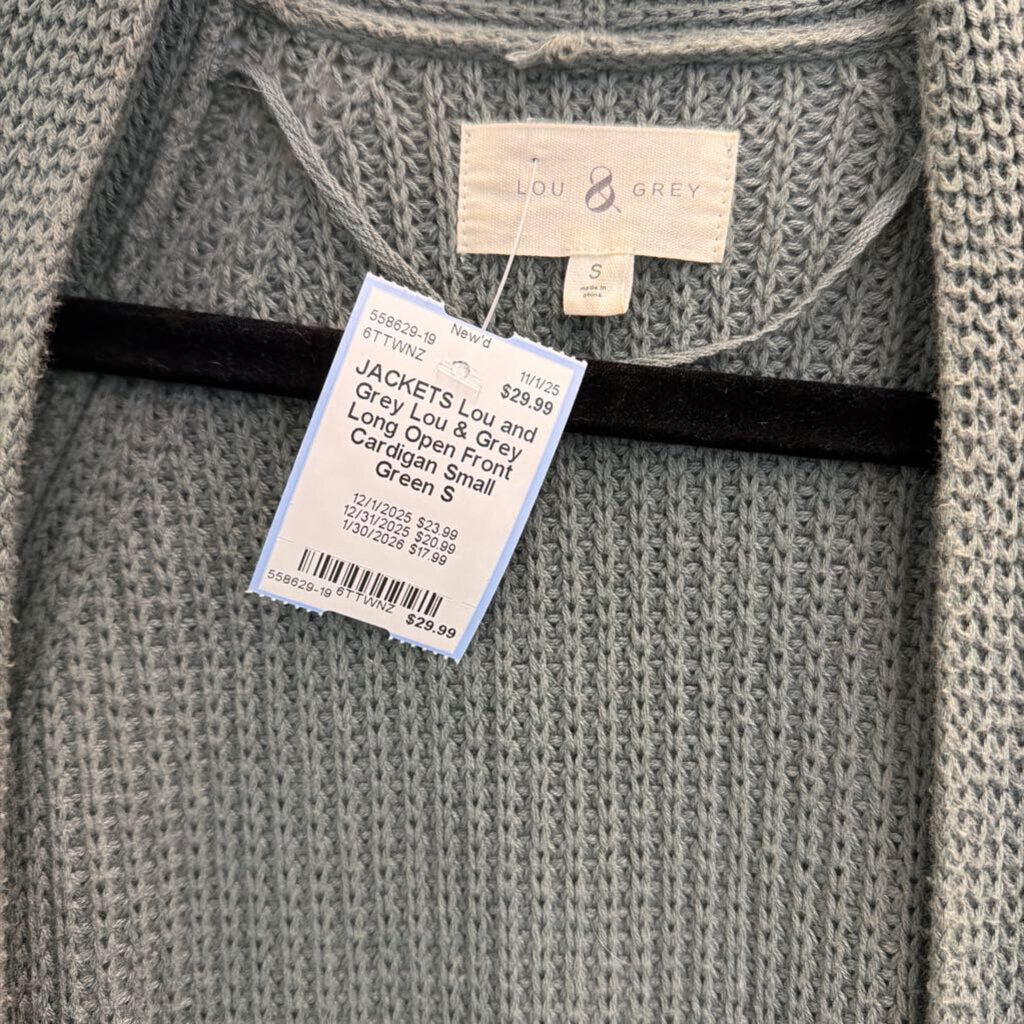 LOU & GREY
S
made in
china
New'd
558629-19
6TTWNZ
11/1/25
$29.99
JACKETS Lou and
Grey Lou & Grey
Long Open Front
Cardigan Small
Green S
12/1/2025 $23.99
12/31/2025 $20.99
1/30/2026 $17.99
558629-19 6TTWNZ
$29.99